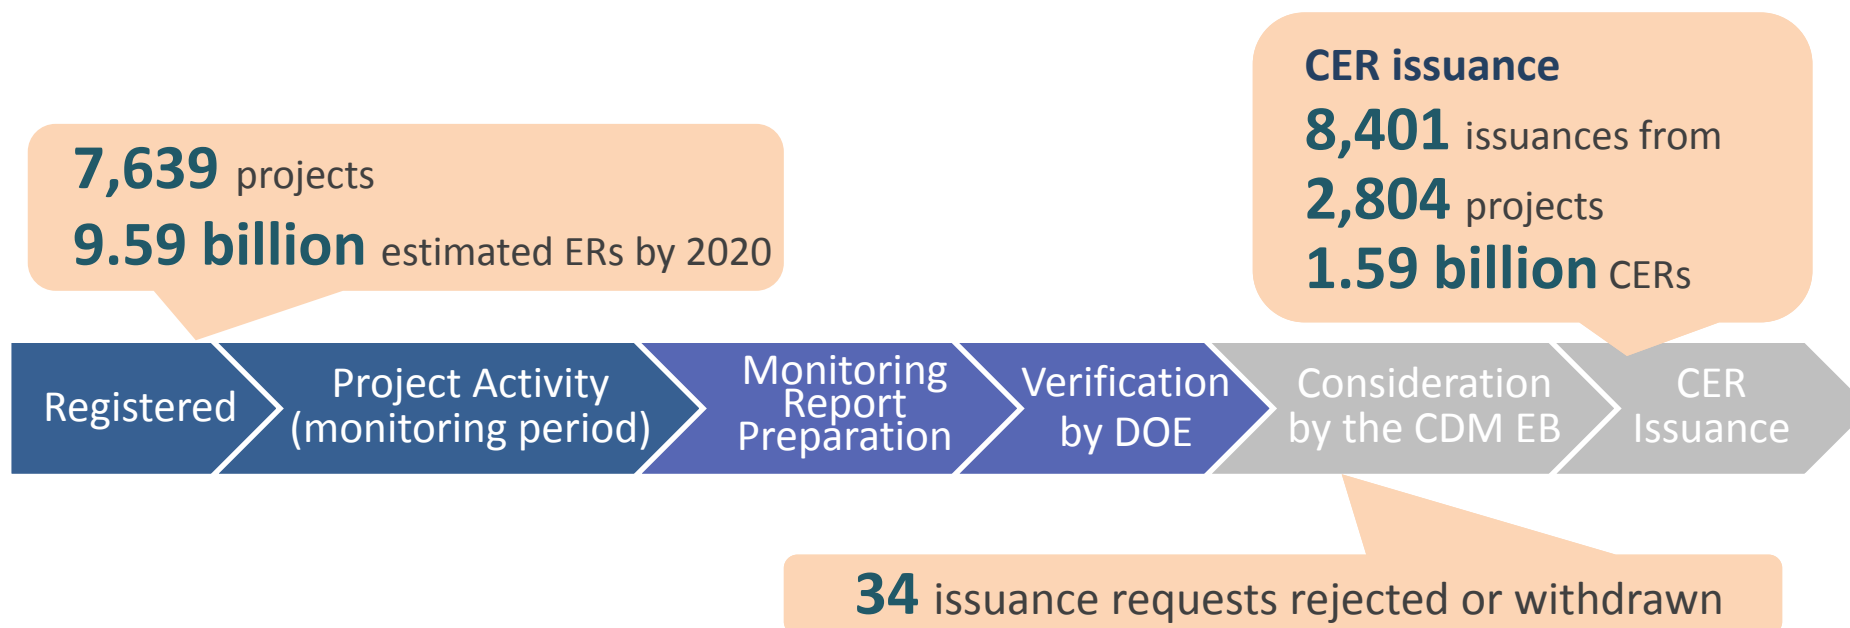 CER issuance
8,401 issuances from
2,804 projects
1.59 billion CERs
7,639 projects
9.59 billion estimated ERs by 2020
Registered
Project Activity
(monitoring period)
Monitoring
Report
Preparation
Verification
by DOE
Consideration
by the CDM EB
CER
Issuance
34 issuance requests rejected or withdrawn